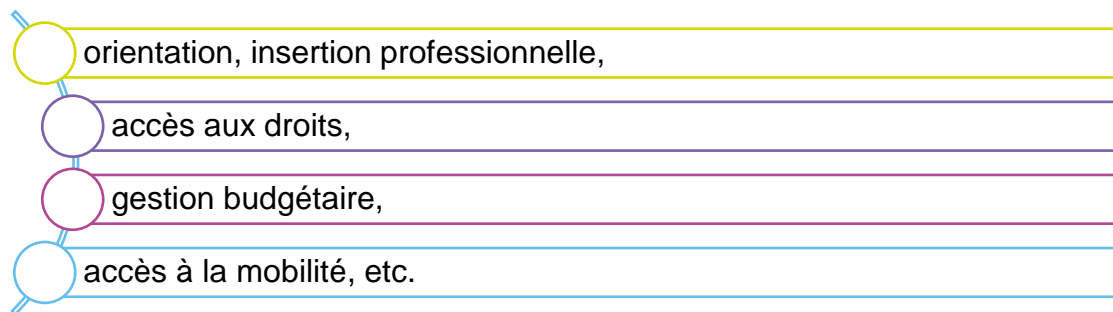 orientation, insertion professionnelle,
accès aux droits,
gestion budgétaire,
accès à la mobilité, etc.